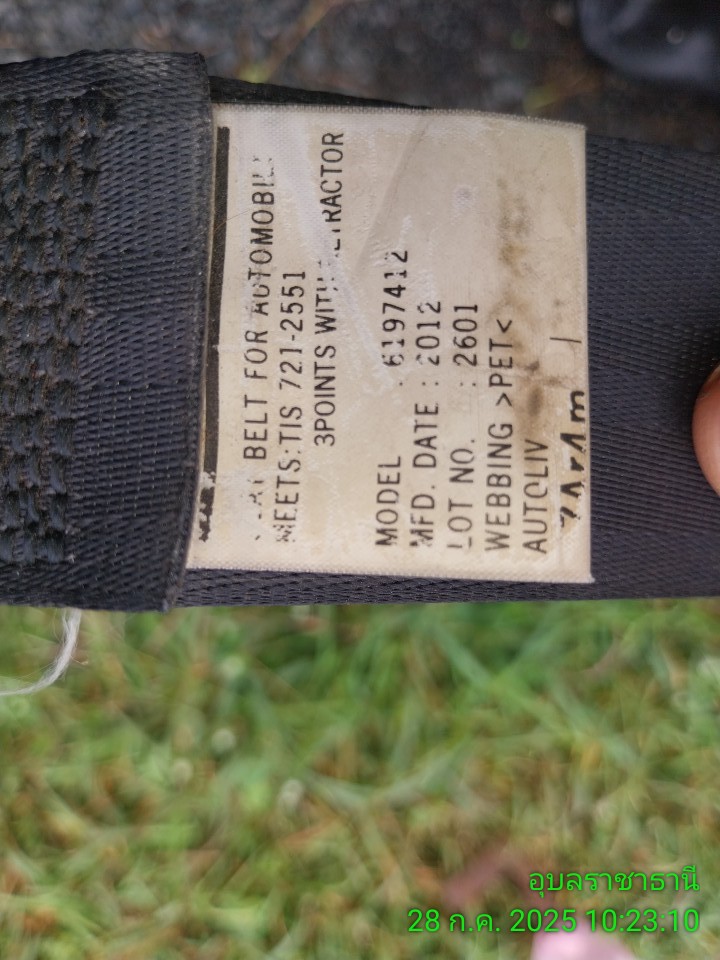 BELT FOR AUTOMOBILE
MEETS:TIS 721-2551
3POINTS WITH RETRACTOR
MODEL : 6197412
MFD. DATE : 2012
LOT NO. : 2601
WEBBING >PET<
AUTOLIV
อุบลราชาธานี
28 ก.ค. 2025 10:23:10